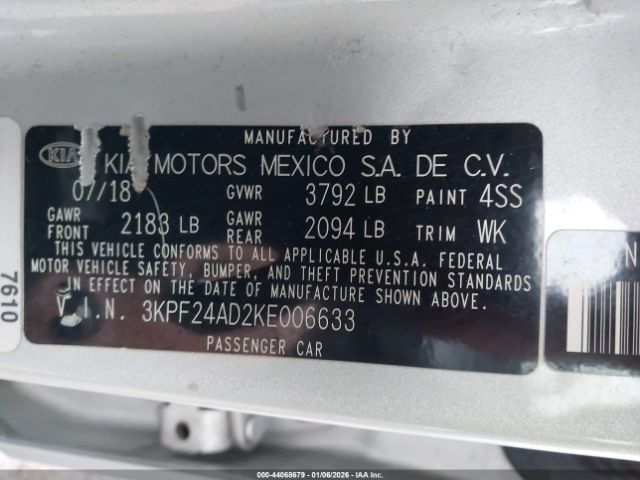 MANUFACTURED BY
KIA KIA MOTORS MEXICO S.A. DE C.V.
07/18 GVWR 3792 LB PAINT 4SS
GAWR FRONT 2183 LB GAWR REAR 2094 LB TRIM WK
THIS VEHICLE CONFORMS TO ALL APPLICABLE U.S.A. FEDERAL
MOTOR VEHICLE SAFETY, BUMPER, AND THEFT PREVENTION STANDARDS
IN EFFECT ON THE DATE OF MANUFACTURE SHOWN ABOVE.
V.I.N. 3KPF24AD2KE006633
PASSENGER CAR
7610
N
000-44068679 | 01/06/2026 | IAA Inc.